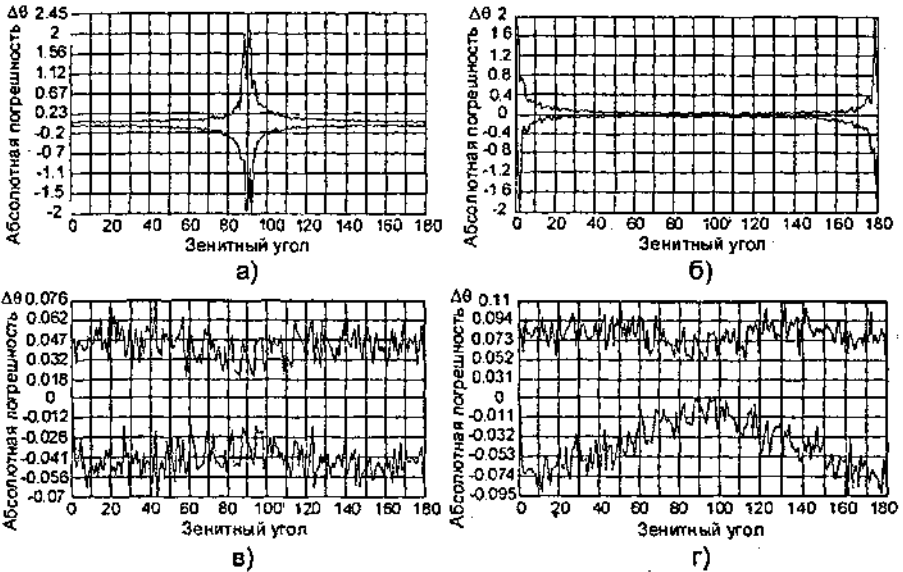 Δθ 2.45
2
1.56
1.12
0.67
0.23
-0.2
-0.7
-1.1
-1.5
-2
Абсолютная погрешность
0 20 40 60 80 100 120 140 160 180
Зенитный угол
а)
Δθ 2
1.6
1.2
0.8
0.4
0
-0.4
-0.8
-1.2
-1 6
-2
Абсолютная погрешность
0 20 40 60 80 100 120 140 160 180
Зенитный угол
б)
Δθ 0.076
0.062
0.047
0.032
0.018
0
-0.012
-0.026
-0.041
-0.056
-0.07
Абсолютная погрешность
0 20 40 60 80 100 120 140 160 180
Зенитный угол
в)
Δθ 0.11
0.094
0.073
0.052
0.031
0
-0.011
-0.032
-0.053
-0.074
-0.095
Абсолютная погрешность
0 20 40 60 80 100 120 140 160 180
Зенитный угол
г)